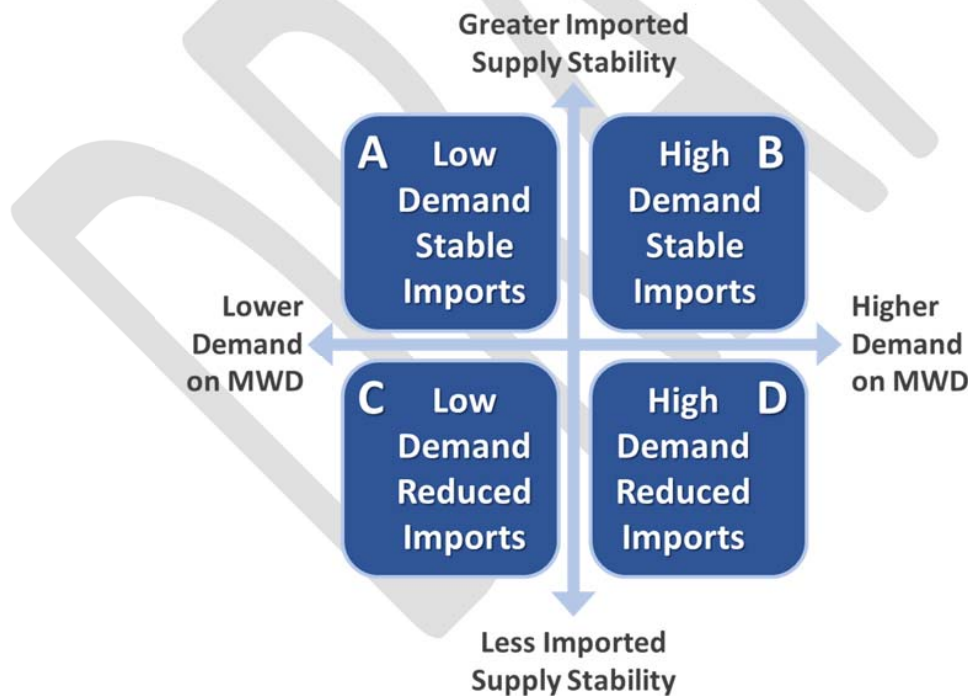 DRAFT
Greater Imported
Supply Stability
A Low
Demand
Stable
Imports
High B
Demand
Stable
Imports
Lower
Demand
on MWD
Higher
Demand
on MWD
C Low
Demand
Reduced
Imports
High D
Demand
Reduced
Imports
Less Imported
Supply Stability